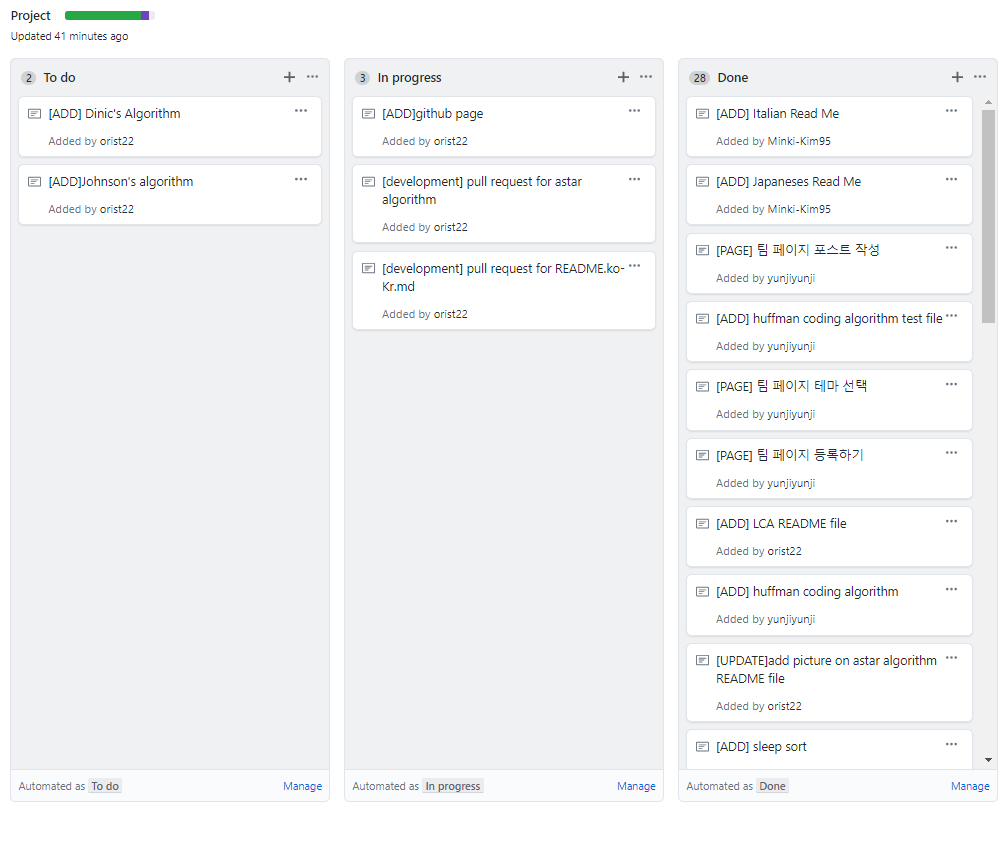 Project
Updated 41 minutes ago
2 To do
[ADD] Dinic's Algorithm
Added by orist22
[ADD]Johnson's algorithm
Added by orist22
Automated as To do
Manage
3 In progress
[ADD]github page
Added by orist22
[development] pull request for astar
algorithm
Added by orist22
[development] pull request for README.ko-
Kr.md
Added by orist22
Automated as In progress
Manage
28 Done
[ADD] Italian Read Me
Added by Minki-Kim95
[ADD] Japaneses Read Me
Added by Minki-Kim95
[PAGE] 팀 페이지 포스트 작성
Added by yunjiyunji
[ADD] huffman coding algorithm test file
Added by yunjiyunji
[PAGE] 팀 페이지 테마 선택
Added by yunjiyunji
[PAGE] 팀 페이지 등록하기
Added by yunjiyunji
[ADD] LCA README file
Added by orist22
[ADD] huffman coding algorithm
Added by yunjiyunji
[UPDATE]add picture on astar algorithm
README file
Added by orist22
[ADD] sleep sort
Automated as Done
Manage